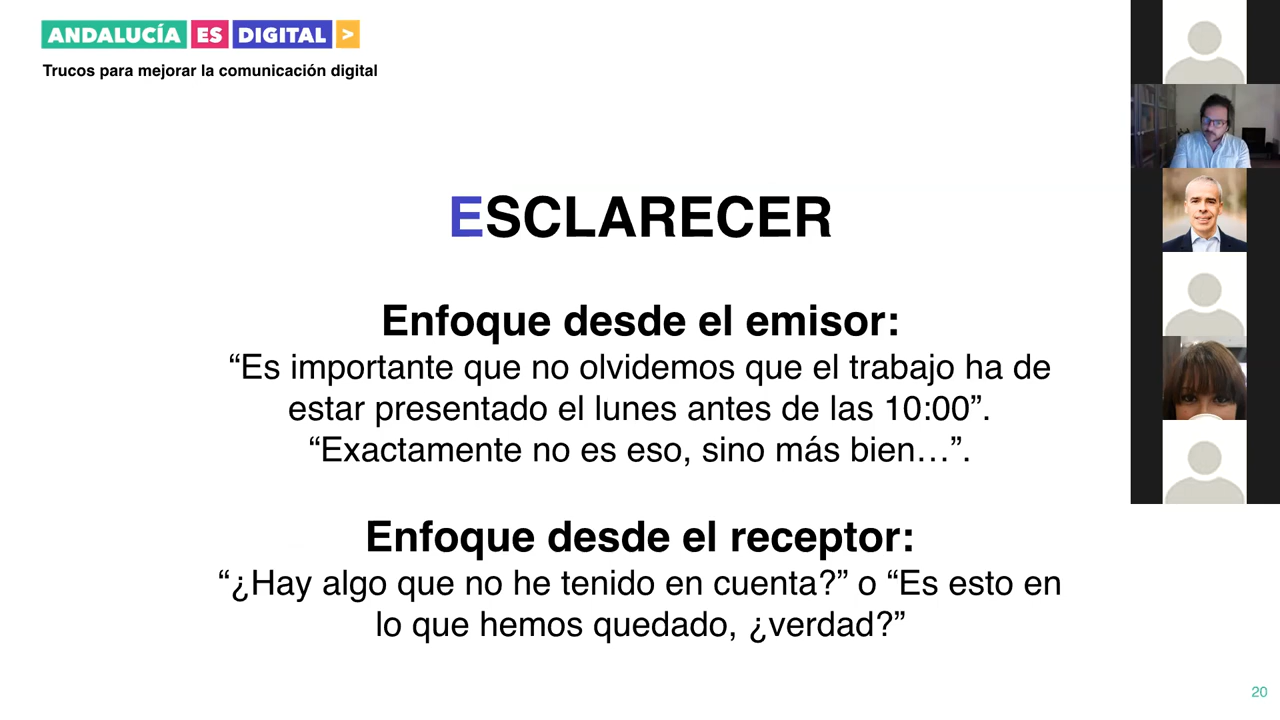 ANDALUCÍA ES DIGITAL >
Trucos para mejorar la comunicación digital
ESCLARECER
Enfoque desde el emisor:
“Es importante que no olvidemos que el trabajo ha de
estar presentado el lunes antes de las 10:00”.
“Exactamente no es eso, sino más bien…”.
Enfoque desde el receptor:
“¿Hay algo que no he tenido en cuenta?” o “Es esto en
lo que hemos quedado, ¿verdad?”
20